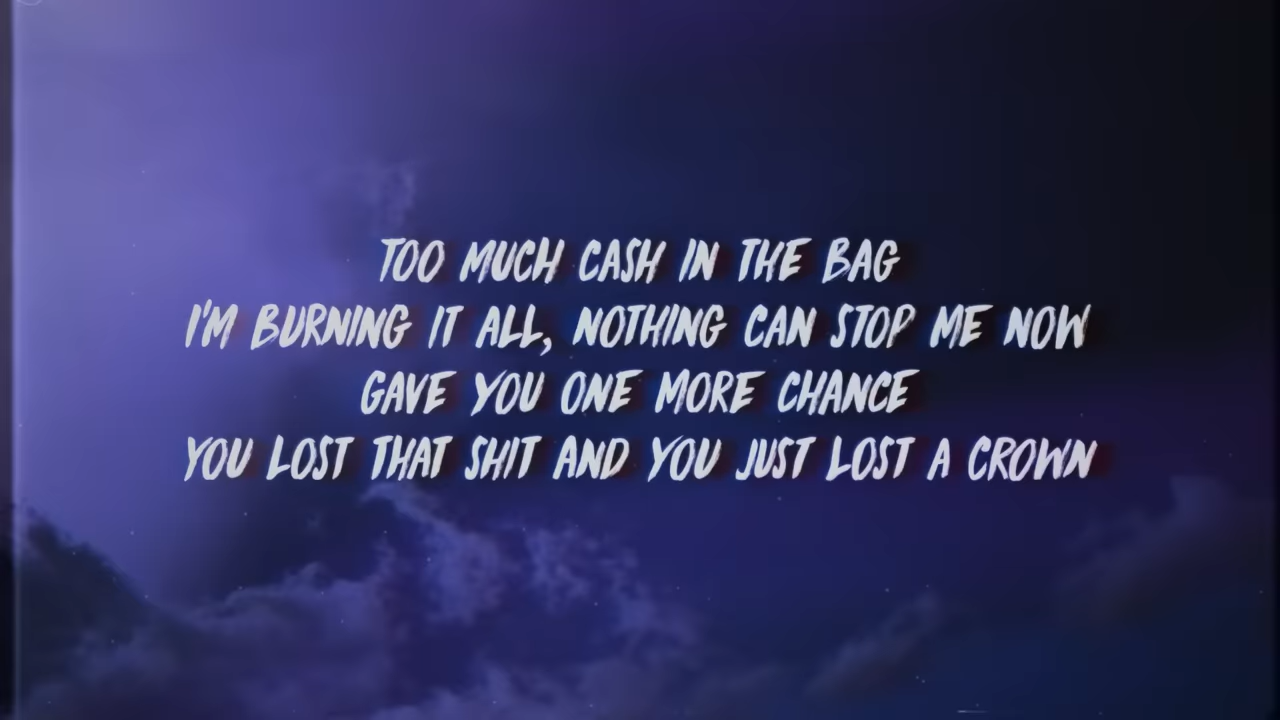 TOO MUCH CASH IN THE BAG
I'M BURNING IT ALL, NOTHING CAN STOP ME NOW
GAVE YOU ONE MORE CHANCE
YOU LOST THAT SHIT AND YOU JUST LOST A CROWN